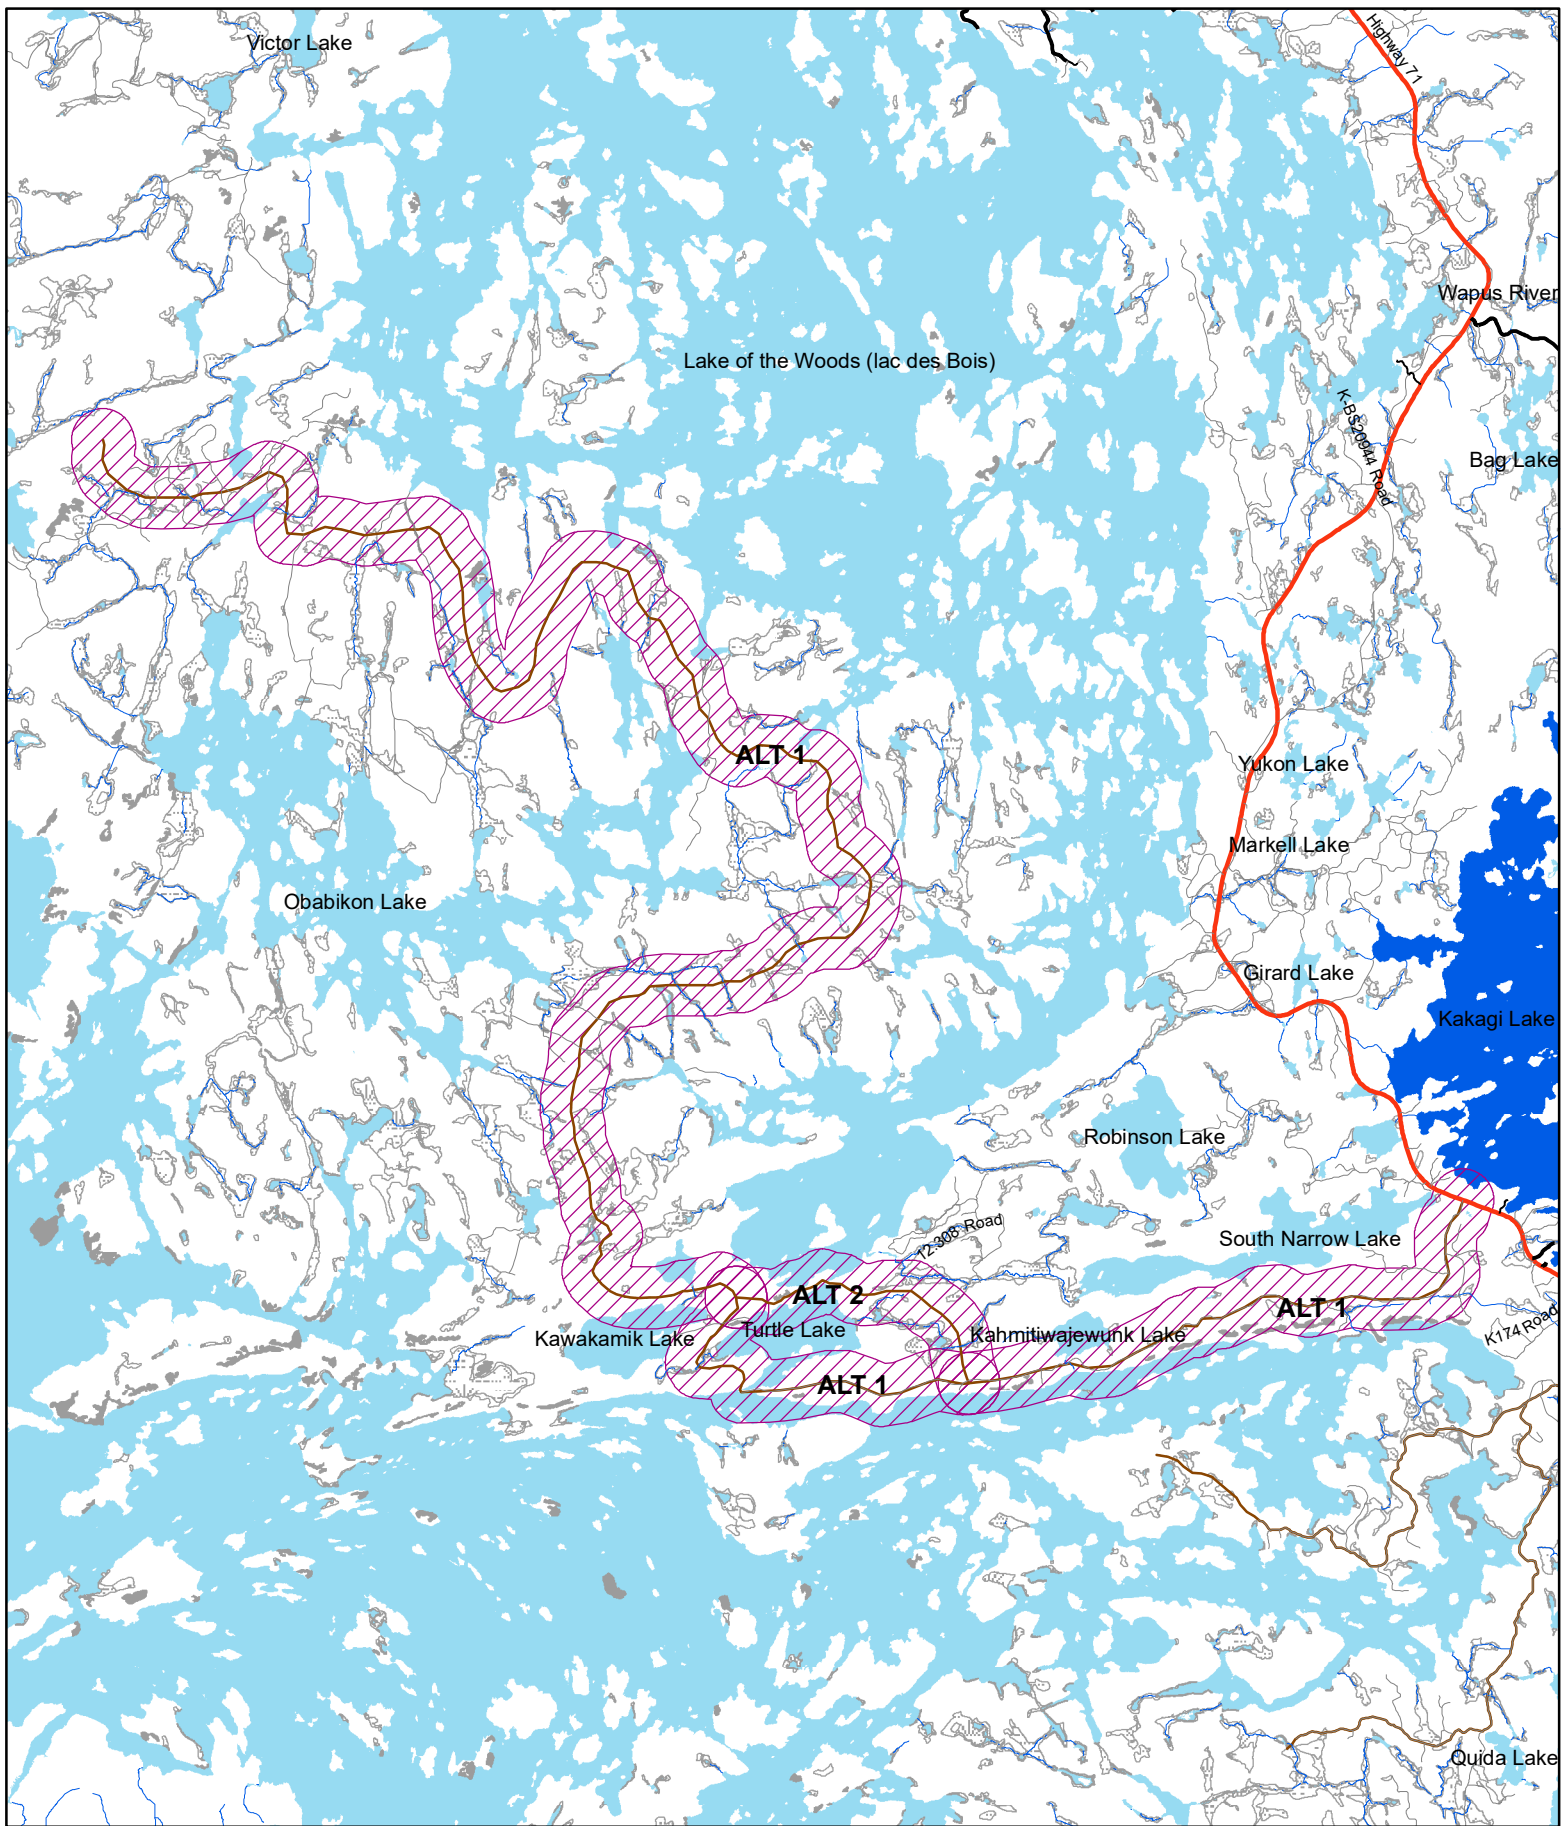 Victor Lake
Highway 71
Wapus River
Lake of the Woods (lac des Bois)
K-BS20944 Road
Bag Lake
ALT 1
Yukon Lake
Markell Lake
Obabikon Lake
Girard Lake
Kakagi Lake
Robinson Lake
12-308 Road
South Narrow Lake
ALT 2
ALT 1
Turtle Lake
Kawakamik Lake
Kahmitiwajewunk Lake
K174 Road
ALT 1
Quida Lake